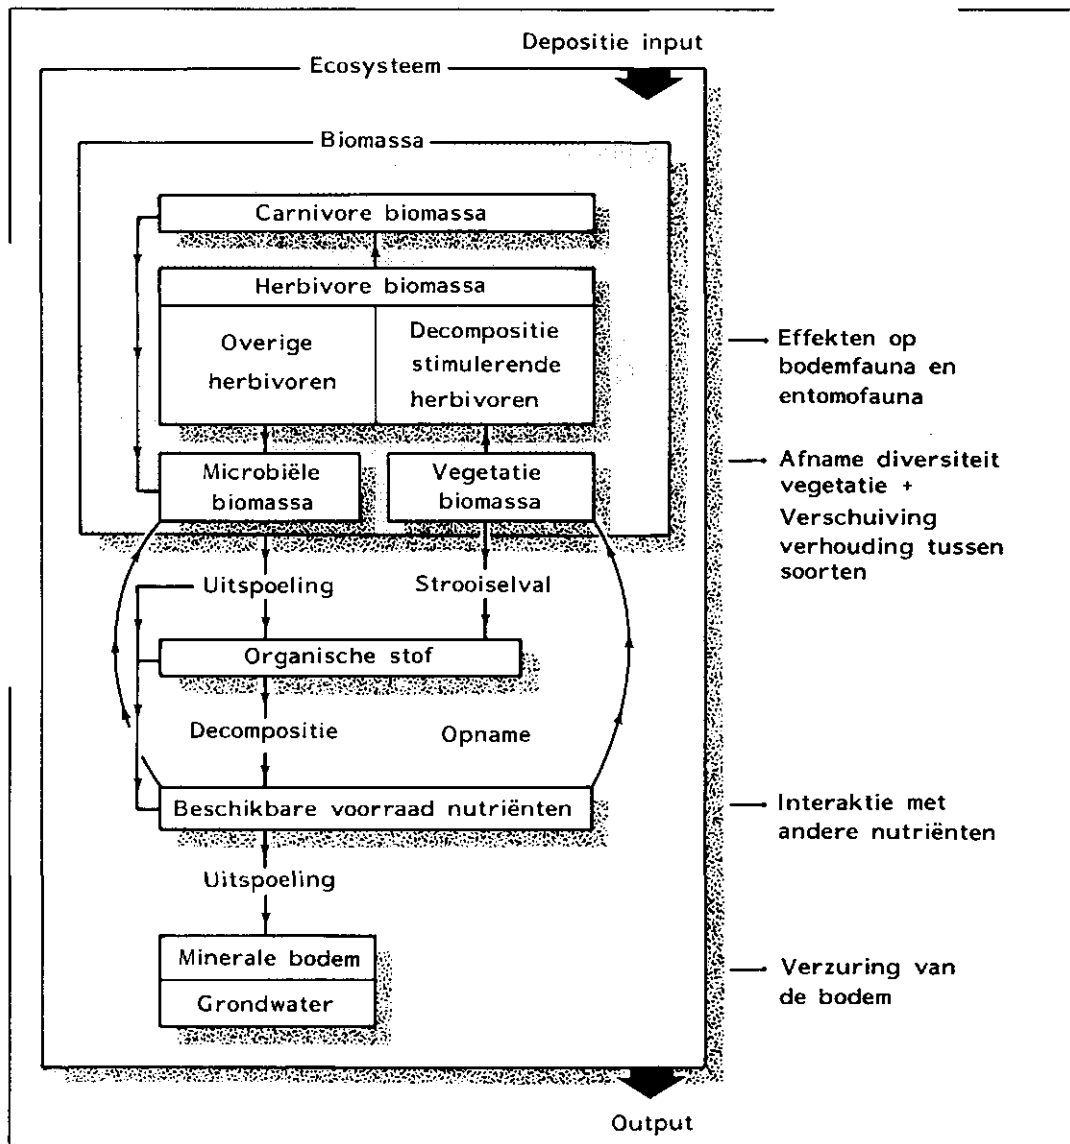 Depositie input
Ecosysteem
Biomassa
Carnivore biomassa
Herbivore biomassa
Overige
herbivoren
Decompositie
stimulerende
herbivoren
Microbiële
biomassa
Vegetatie
biomassa
Uitspoeling
Strooiselval
Organische stof
Decompositie
Opname
Beschikbare voorraad nutriënten
Uitspoeling
Minerale bodem
Grondwater
Effekten op
bodemfauna en
entomofauna
Afname diversiteit
vegetatie +
Verschuiving
verhouding tussen
soorten
Interaktie met
andere nutriënten
Verzuring van
de bodem
Output